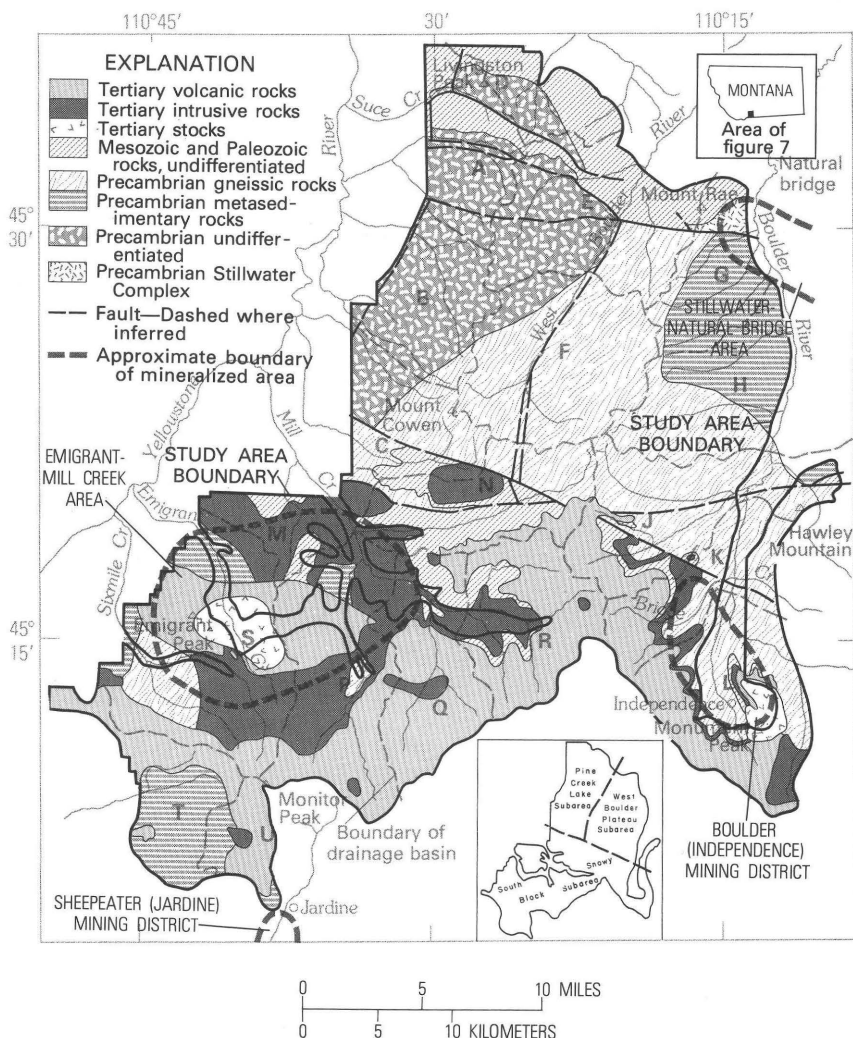 110°45′
30′
110°15′
EXPLANATION
Tertiary volcanic rocks
Tertiary intrusive rocks
Tertiary stocks
Mesozoic and Paleozoic
rocks, undifferentiated
Precambrian gneissic rocks
Precambrian metased-
imentary rocks
Precambrian undiffer-
entiated
Precambrian Stillwater
Complex
Fault—Dashed where
inferred
Approximate boundary
of mineralized area
MONTANA
Area of
figure 7
Livingston
Peak
D
Suce Cr
River
River
Natural
bridge
A
E
Mount Rae
Boulder
45°
30′
45°
15′
G
B
STILLWATER-
NATURAL BRIDGE
AREA
River
West
Boulder
F
H
Mount
Cowen
C
STUDY AREA
BOUNDARY
Yellowstone
Mill
Cr
STUDY AREA
BOUNDARY
EMIGRANT-
MILL CREEK
AREA
Emigrant
N
M
J
K
Hawley
Mountain
Sixmile Cr
Cr
Bridge
Emigrant
Peak
S
Gr
R
P
Q
L
Independence
Monument
Peak
T
U
Monitor
Peak
Boundary of
drainage basin
Pine
Creek
Lake
Subarea
West
Boulder
Plateau
Subarea
Snowy
South
Block
Subarea
BOULDER
(INDEPENDENCE)
MINING DISTRICT
SHEEPEATER (JARDINE)
MINING DISTRICT
Jardine
0 5 10 MILES
0 5 10 KILOMETERS